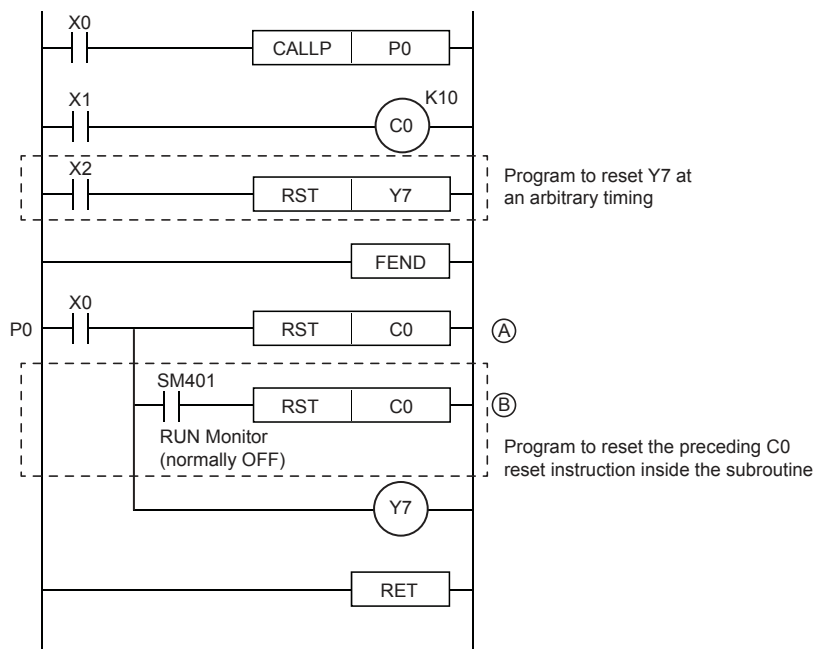 X0
CALLP P0
X1
K10
C0
X2
RST Y7
Program to reset Y7 at
an arbitrary timing
FEND
X0
P0
RST C0
A
SM401
RST C0
B
RUN Monitor
(normally OFF)
Program to reset the preceding C0
reset instruction inside the subroutine
Y7
RET